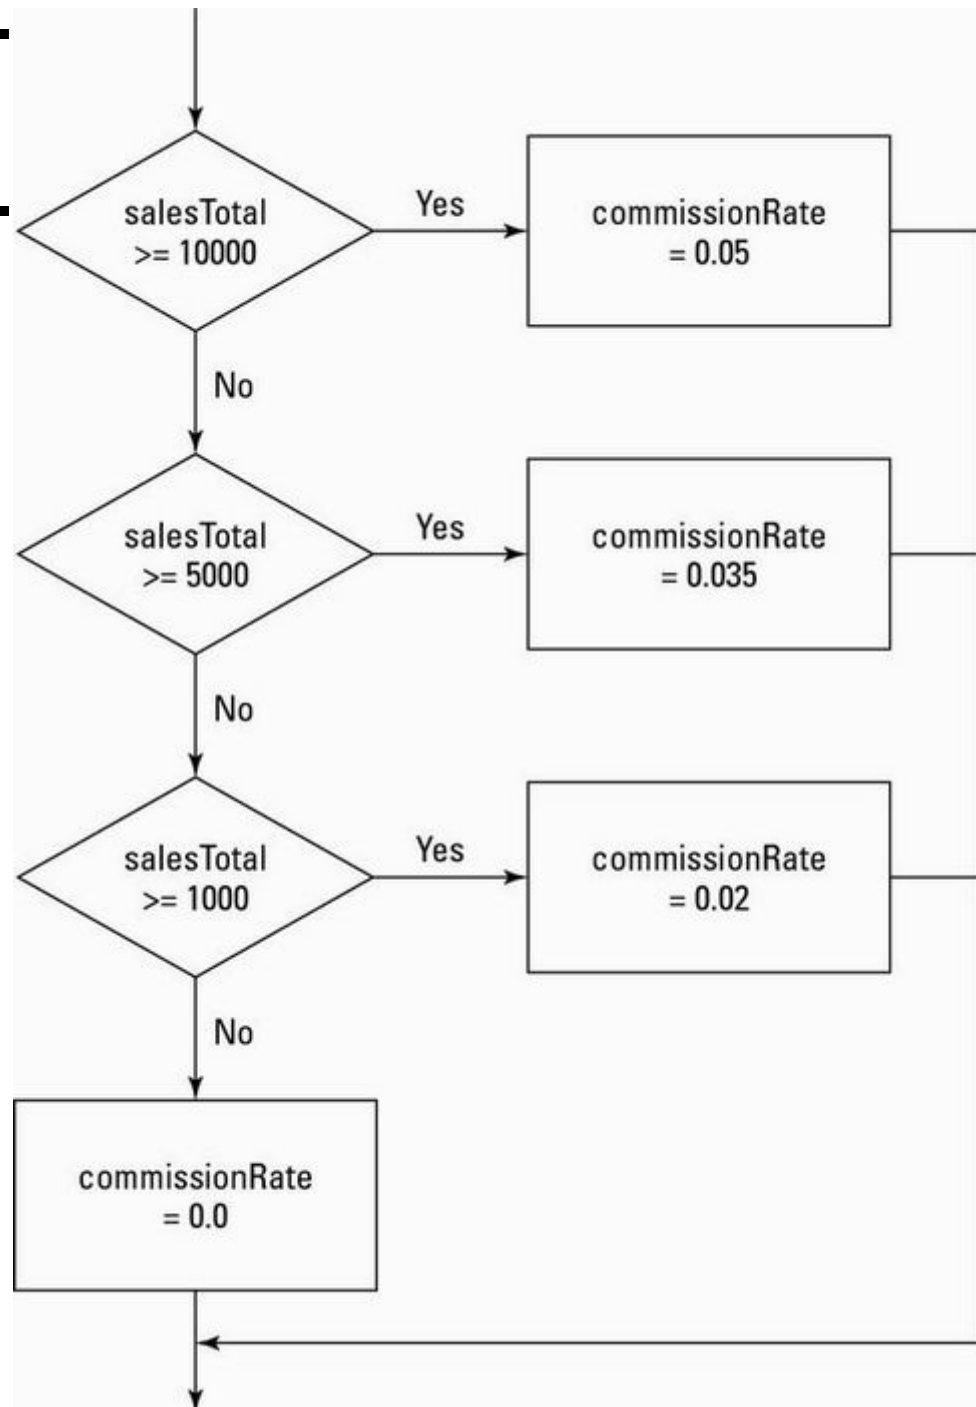 salesTotal
>= 10000
Yes
commissionRate
= 0.05
No
salesTotal
>= 5000
Yes
commissionRate
= 0.035
No
salesTotal
>= 1000
Yes
commissionRate
= 0.02
No
commissionRate
= 0.0